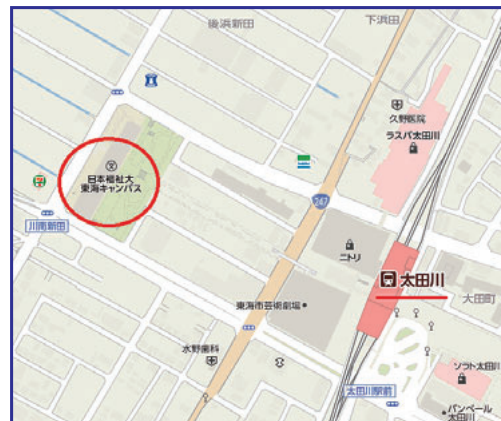 後浜新田
下浜田
久野医院
ラスパ太田川
日本福祉大
東海キャンパス
247
川南新田
ニトリ
太田川
大田町
東海市芸術劇場
水野歯科
ソラト太田川
太田川駅前
バンベール
太田川